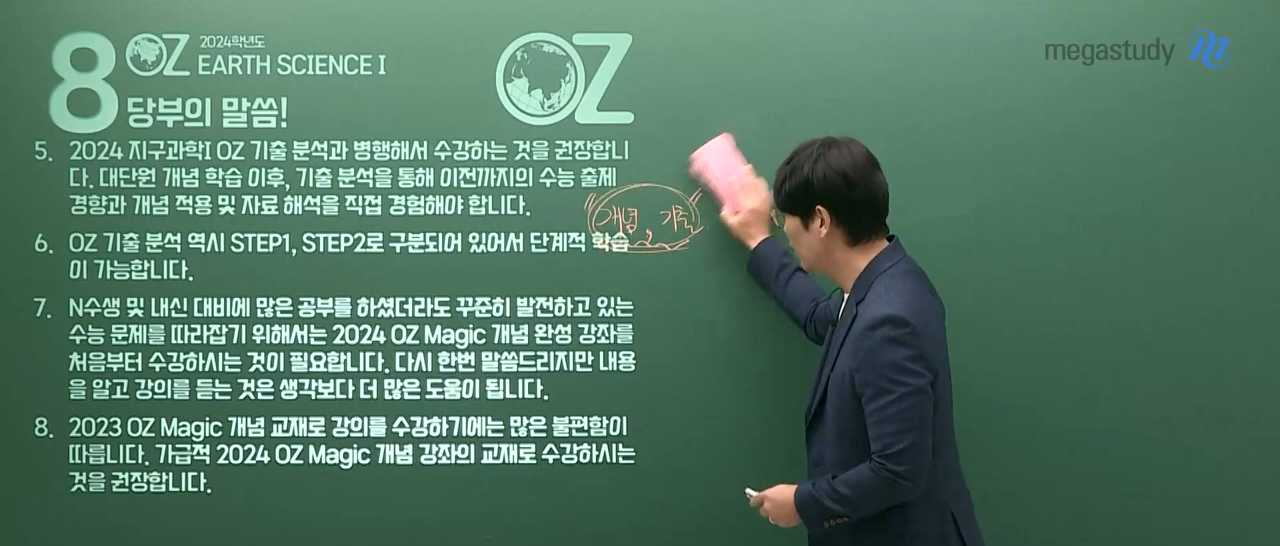 8 OZ 2024학년도
EARTH SCIENCE I
당부의 말씀!
OZ
megastudy
5. 2024 지구과학I OZ 기출 분석과 병행해서 수강하는 것을 권장합니
다. 대단원 개념 학습 이후, 기출 분석을 통해 이전까지의 수능 출제
경향과 개념 적용 및 자료 해석을 직접 경험해야 합니다.
개념, 기출
6. OZ 기출 분석 역시 STEP1, STEP2로 구분되어 있어서 단계적 학습
이 가능합니다.
7. N수생 및 내신 대비에 많은 공부를 하셨더라도 꾸준히 발전하고 있는
수능 문제를 따라잡기 위해서는 2024 OZ Magic 개념 완성 강좌를
처음부터 수강하시는 것이 필요합니다. 다시 한번 말씀드리지만 내용
을 알고 강의를 듣는 것은 생각보다 더 많은 도움이 됩니다.
8. 2023 OZ Magic 개념 교재로 강의를 수강하기에는 많은 불편함이
따릅니다. 가급적 2024 OZ Magic 개념 강좌의 교재로 수강하시는
것을 권장합니다.